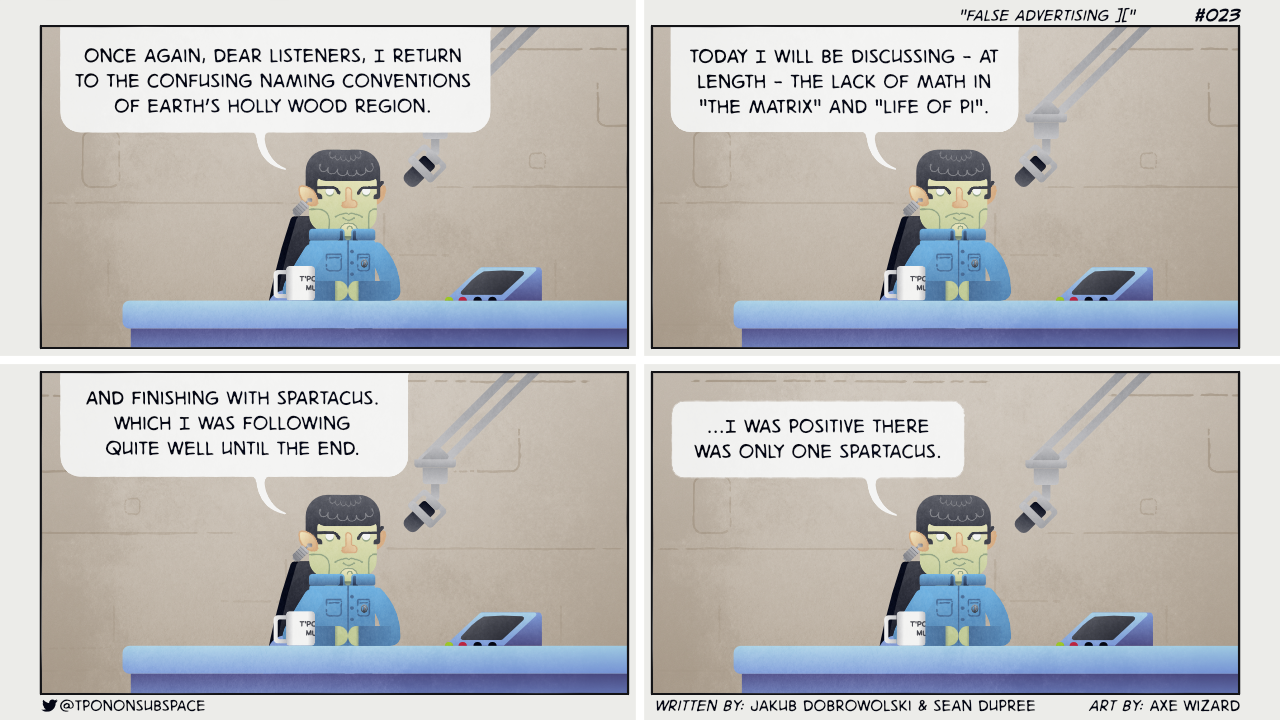 "FALSE ADVERTISING ]["
#023
ONCE AGAIN, DEAR LISTENERS, I RETURN
TO THE CONFUSING NAMING CONVENTIONS
OF EARTH'S HOLLY WOOD REGION.
TODAY I WILL BE DISCUSSING - AT
LENGTH - THE LACK OF MATH IN
"THE MATRIX" AND "LIFE OF PI".
AND FINISHING WITH SPARTACUS.
WHICH I WAS FOLLOWING
QUITE WELL UNTIL THE END.
...I WAS POSITIVE THERE
WAS ONLY ONE SPARTACUS.
@TPONONSUBSPACE
WRITTEN BY: JAKUB DOBROWOLSKI & SEAN DUPREE
ART BY: AXE WIZARD